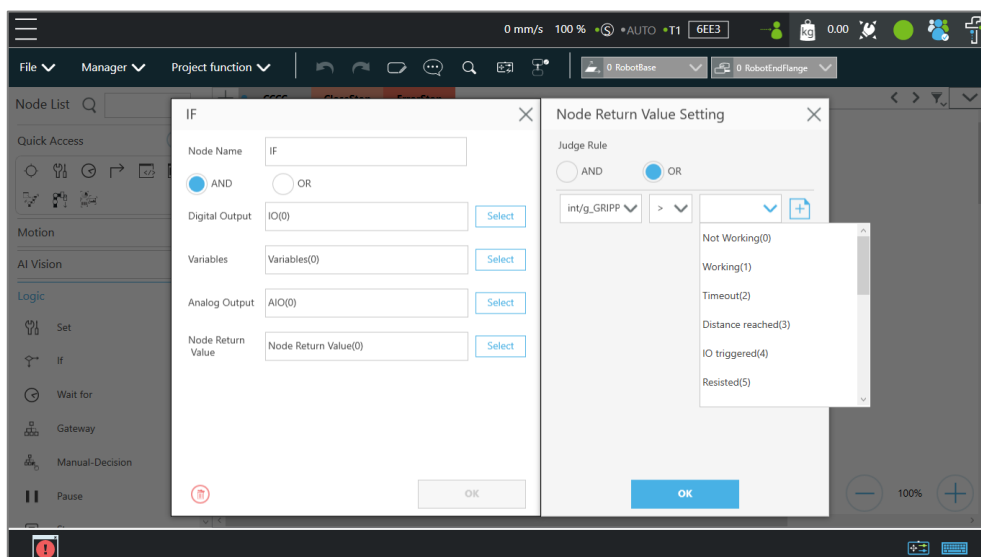 0 mm/s 100 % S AUTO T1 6EE3 kg 0.00
File Manager Project function 0 RobotBase 0 RobotEndFlange
Node List
Quick Access
Motion
AI Vision
Logic
Set
If
Wait for
Gateway
Manual-Decision
Pause
IF
Node Name IF
AND OR
Digital Output IO(0) Select
Variables Variables(0) Select
Analog Output AIO(0) Select
Node Return Value Node Return Value(0) Select
OK
Node Return Value Setting
Judge Rule
AND OR
int/g_GRIPP >
Not Working(0)
Working(1)
Timeout(2)
Distance reached(3)
IO triggered(4)
Resisted(5)
OK
100%